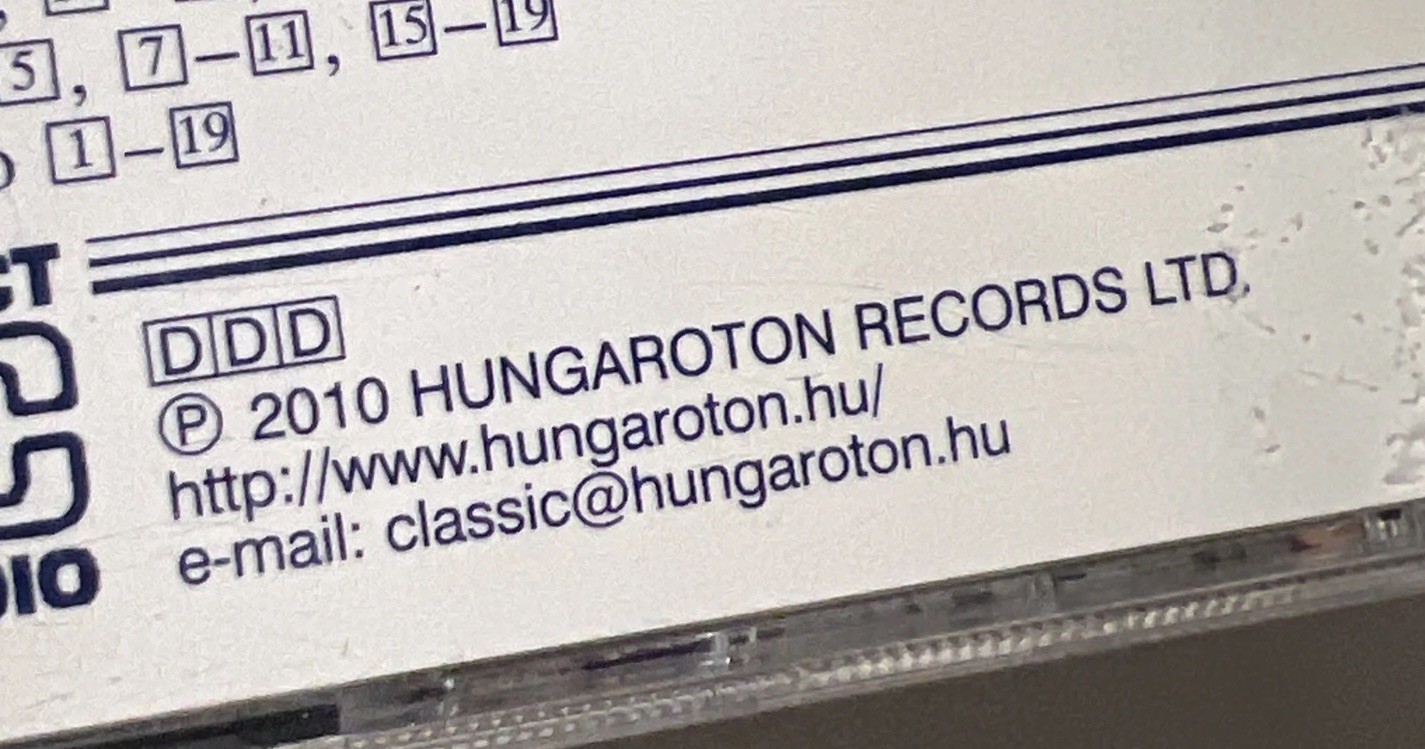 5, 7–11, 15–19
1–19
DDD
℗ 2010 HUNGAROTON RECORDS LTD.
http://www.hungaroton.hu/
e-mail: classic@hungaroton.hu